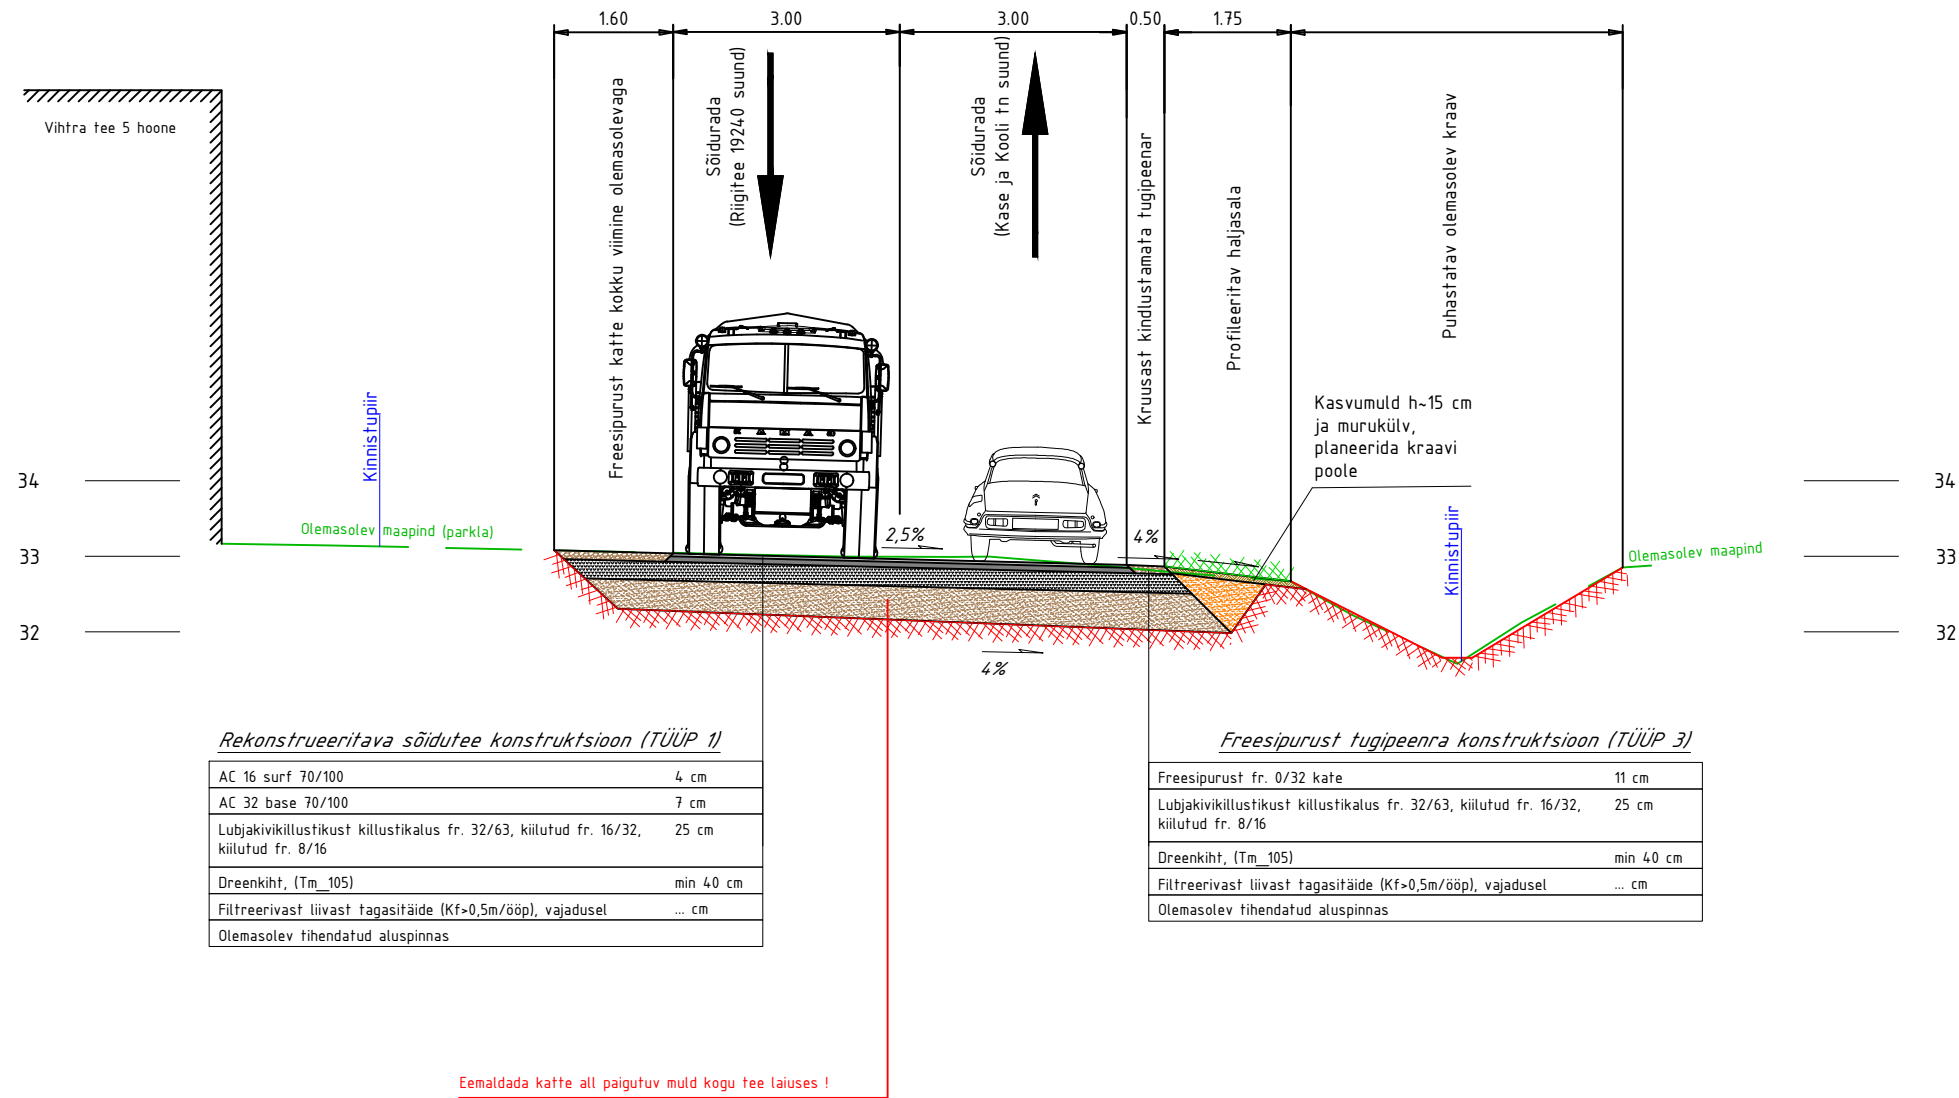 1.60
3.00
3.00
0.50
1.75
Vihtra tee 5 hoone
Freesipurust katte kokku viimine olemasolevaga
Sõidurada
(Riigitee 19240 suund)
Sõidurada
(Kase ja Kooli tn suund)
Kruusast kindlustamata tugipeenar
Profileeritav haljasala
Puhastatav olemasolev kraav
Kasvumuld h~15 cm
ja murukülv,
planeerida kraavi
poole
Kinnistupiir
Kinnistupiir
34
33
32
34
33
32
Olemasolev maapind (parkla)
Olemasolev maapind
2,5%
4%
4%
Rekonstrueeritava sõidutee konstruktsioon (TÜÜP 1)
AC 16 surf 70/100 4 cm
AC 32 base 70/100 7 cm
Lubjakivikillustikust killustikalus fr. 32/63, kiilutud fr. 16/32, 25 cm
kiilutud fr. 8/16
Dreenkiht, (Tm_105) min 40 cm
Filtreerivast liivast tagasitäide (Kf>0,5m/ööp), vajadusel ... cm
Olemasolev tihendatud aluspinnas
Freesipurust tugipeenra konstruktsioon (TÜÜP 3)
Freesipurust fr. 0/32 kate 11 cm
Lubjakivikillustikust killustikalus fr. 32/63, kiilutud fr. 16/32, 25 cm
kiilutud fr. 8/16
Dreenkiht, (Tm_105) min 40 cm
Filtreerivast liivast tagasitäide (Kf>0,5m/ööp), vajadusel ... cm
Olemasolev tihendatud aluspinnas
Eemaldada katte all paigutuv muld kogu tee laiuses !